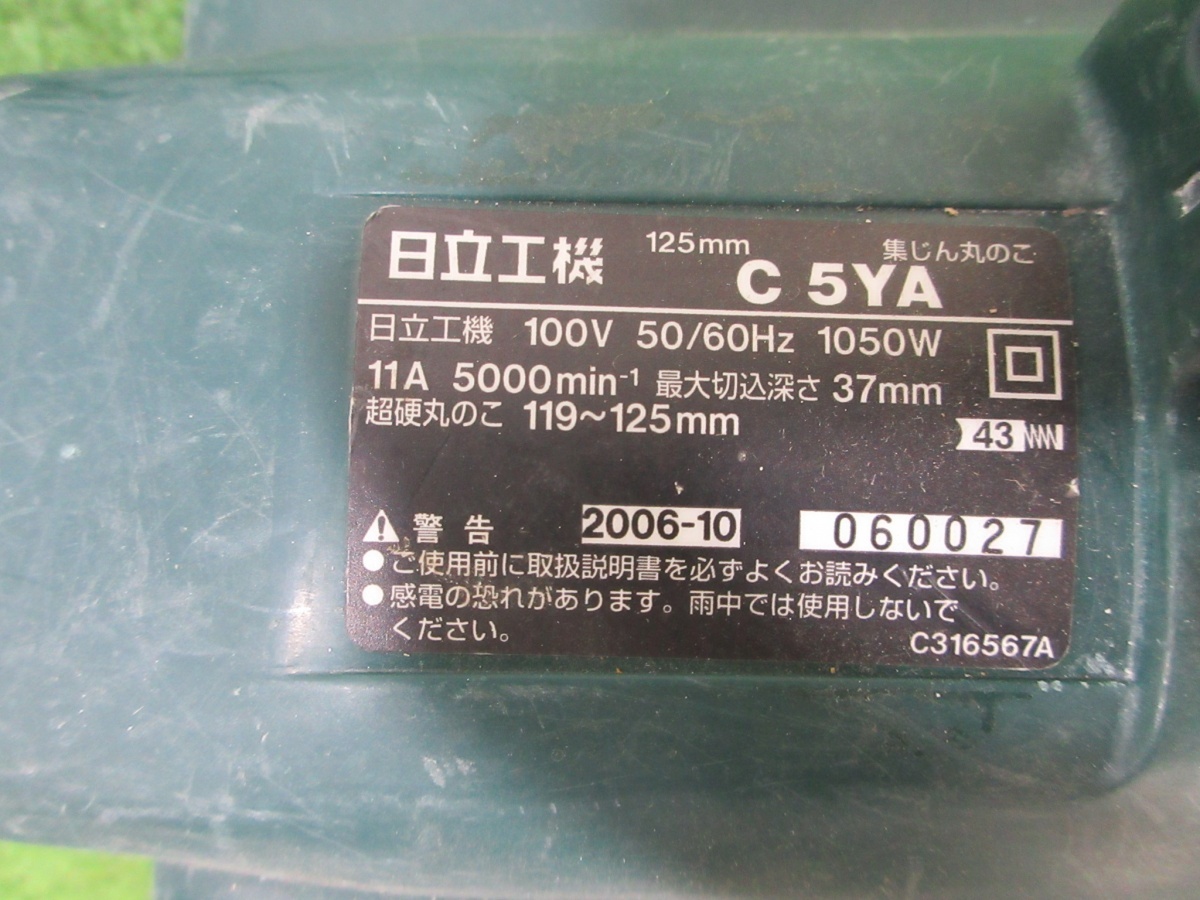 日立工機 125mm 集じん丸のこ
C 5YA
日立工機 100V 50/60Hz 1050W
11A 5000min⁻¹ 最大切込深さ 37mm
超硬丸のこ 119～125mm
43
警告 2006-10 060027
●ご使用前に取扱説明書を必ずよくお読みください。
●感電の恐れがあります。雨中では使用しないで
ください。
C316567A